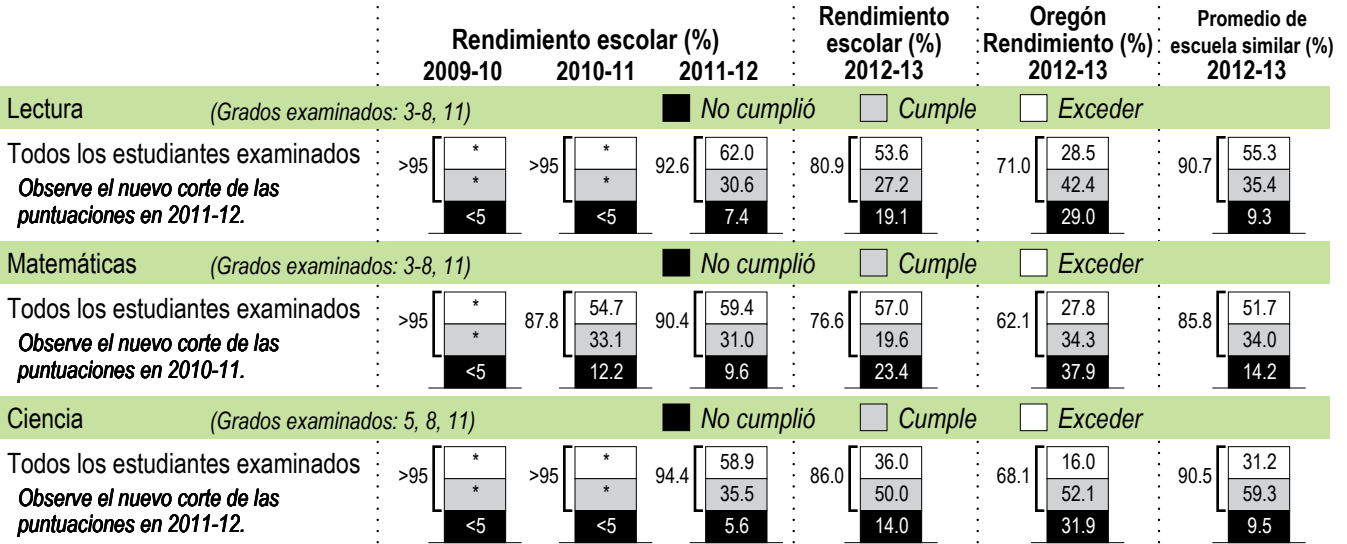 Rendimiento escolar (%)
2009-10 2010-11 2011-12
Rendimiento
escolar (%)
2012-13
Oregón
Rendimiento (%)
2012-13
Promedio de
escuela similar (%)
2012-13
Lectura (Grados examinados: 3-8, 11) No cumplió Cumple Exceder
Todos los estudiantes examinados
Observe el nuevo corte de las
puntuaciones en 2011-12.
>95 * * <5
>95 * * <5
92.6 62.0 30.6 7.4
80.9 53.6 27.2 19.1
71.0 28.5 42.4 29.0
90.7 55.3 35.4 9.3
Matemáticas (Grados examinados: 3-8, 11) No cumplió Cumple Exceder
Todos los estudiantes examinados
Observe el nuevo corte de las
puntuaciones en 2010-11.
>95 * * <5
87.8 54.7 33.1 12.2
90.4 59.4 31.0 9.6
76.6 57.0 19.6 23.4
62.1 27.8 34.3 37.9
85.8 51.7 34.0 14.2
Ciencia (Grados examinados: 5, 8, 11) No cumplió Cumple Exceder
Todos los estudiantes examinados
Observe el nuevo corte de las
puntuaciones en 2011-12.
>95 * * <5
>95 * * <5
94.4 58.9 35.5 5.6
86.0 36.0 50.0 14.0
68.1 16.0 52.1 31.9
90.5 31.2 59.3 9.5